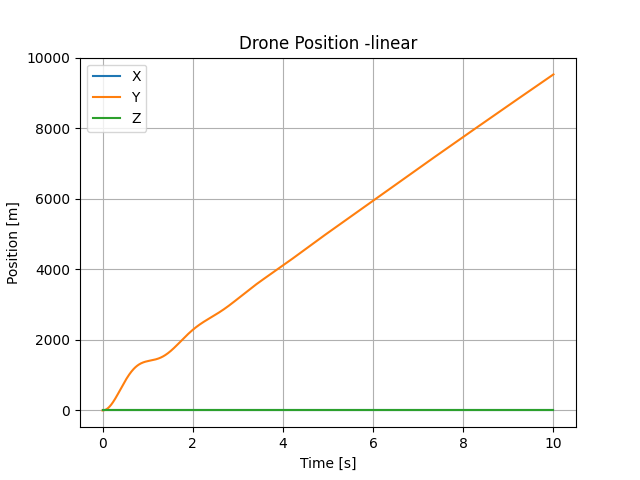 Drone Position -linear
10000
8000
6000
4000
2000
0
Position [m]
X
Y
Z
0 2 4 6 8 10
Time [s]